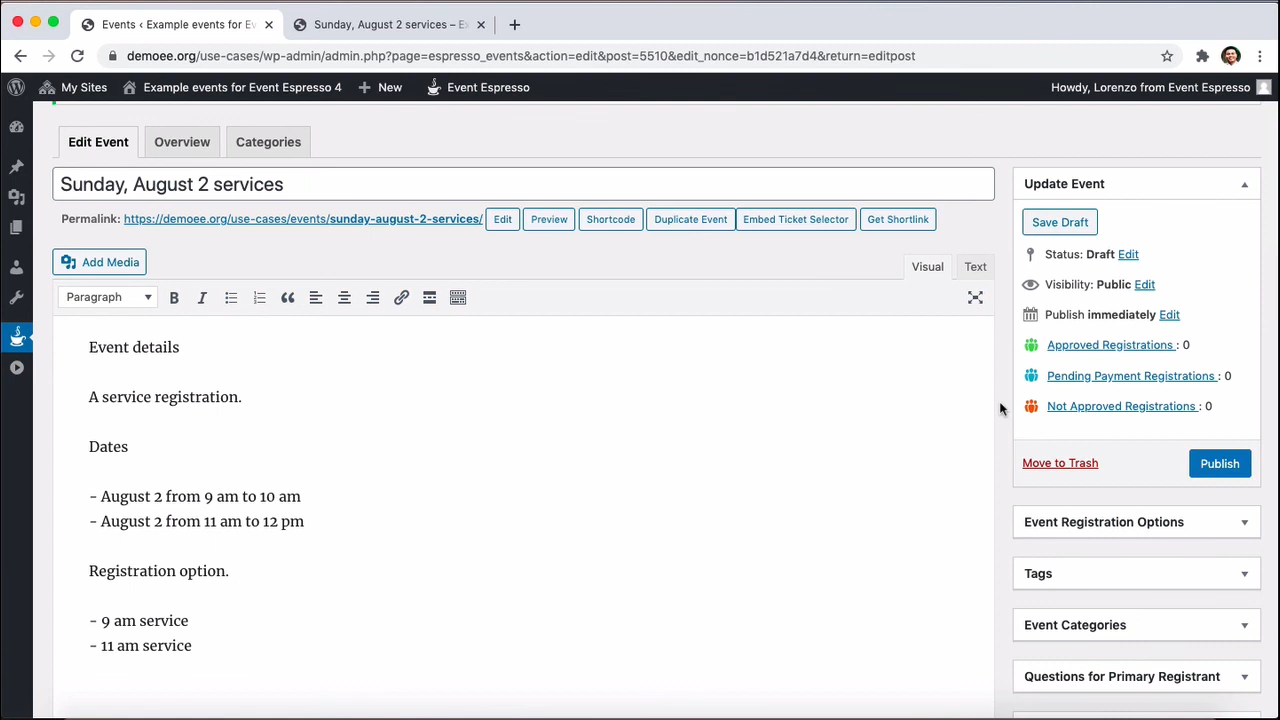 Events ‹ Example events for Ev
Sunday, August 2 services – Ex
demoee.org/use-cases/wp-admin/admin.php?page=espresso_events&action=edit&post=5510&edit_nonce=b1d521a7d4&return=editpost
My Sites
Example events for Event Espresso 4
New
Event Espresso
Howdy, Lorenzo from Event Espresso
Edit Event
Overview
Categories
Sunday, August 2 services
Permalink: https://demoee.org/use-cases/events/sunday-august-2-services/
Edit
Preview
Shortcode
Duplicate Event
Embed Ticket Selector
Get Shortlink
Add Media
Visual
Text
Paragraph
Event details
A service registration.
Dates
- August 2 from 9 am to 10 am
- August 2 from 11 am to 12 pm
Registration option.
- 9 am service
- 11 am service
Update Event
Save Draft
Status: Draft Edit
Visibility: Public Edit
Publish immediately Edit
Approved Registrations : 0
Pending Payment Registrations : 0
Not Approved Registrations : 0
Move to Trash
Publish
Event Registration Options
Tags
Event Categories
Questions for Primary Registrant